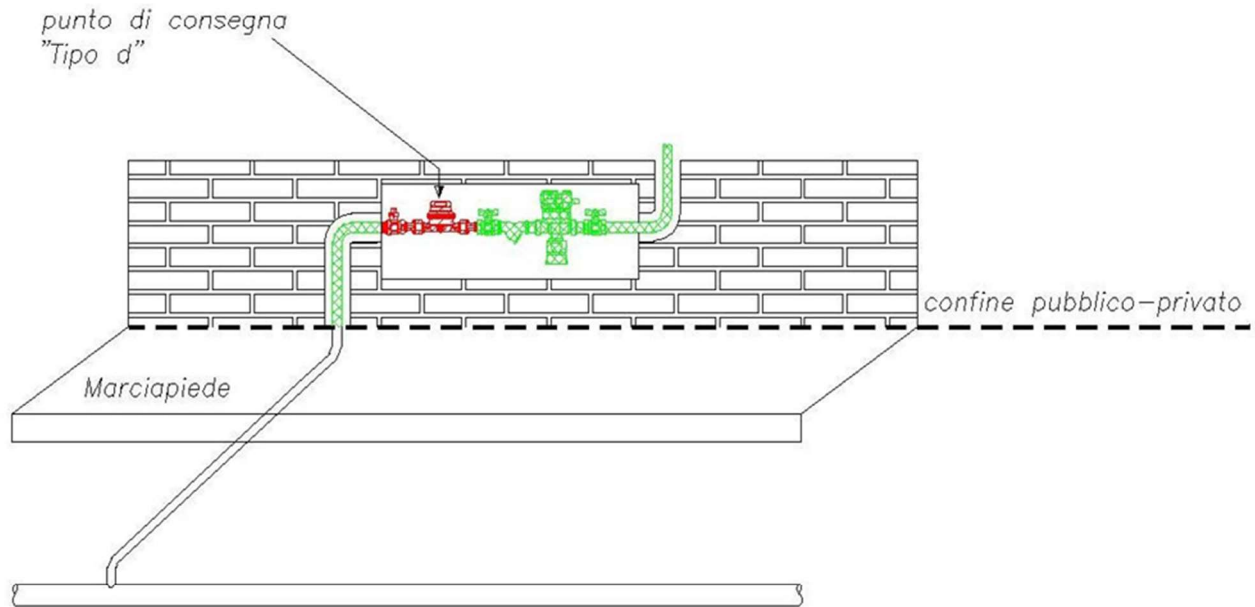 punto di consegna
"Tipo d"
confine pubblico-privato
Marciapiede